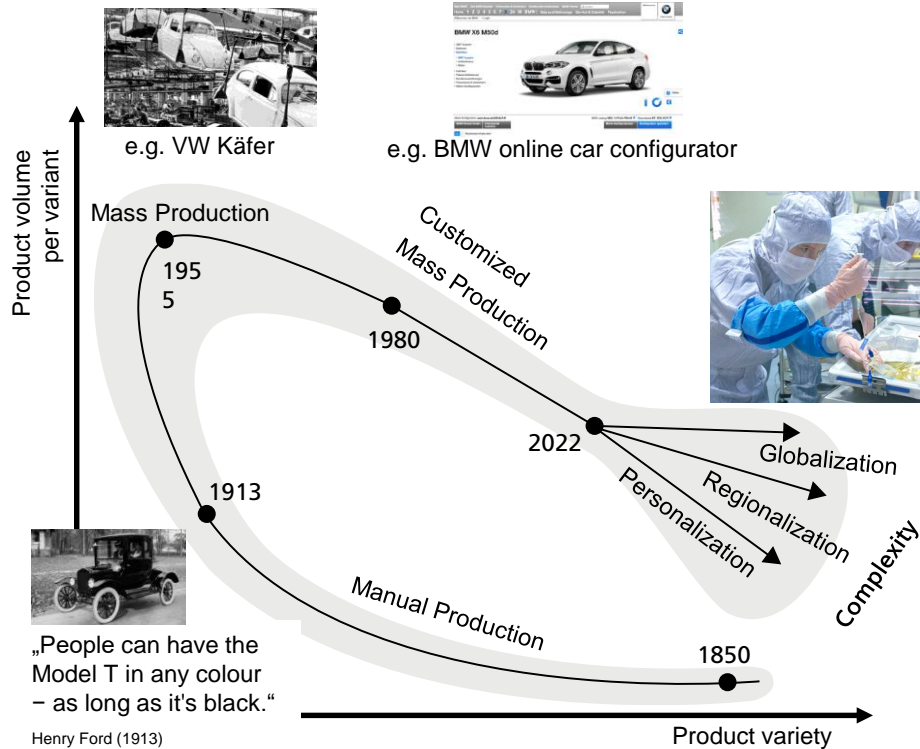 BMW X6 M50d
e.g. VW Käfer
e.g. BMW online car configurator
Product volume
per variant
Mass Production
195
5
1980
Customized
Mass Production
2022
Globalization
Regionalization
Personalization
Complexity
1913
Manual Production
1850
„People can have the
Model T in any colour
– as long as it's black.“
Henry Ford (1913)
Product variety